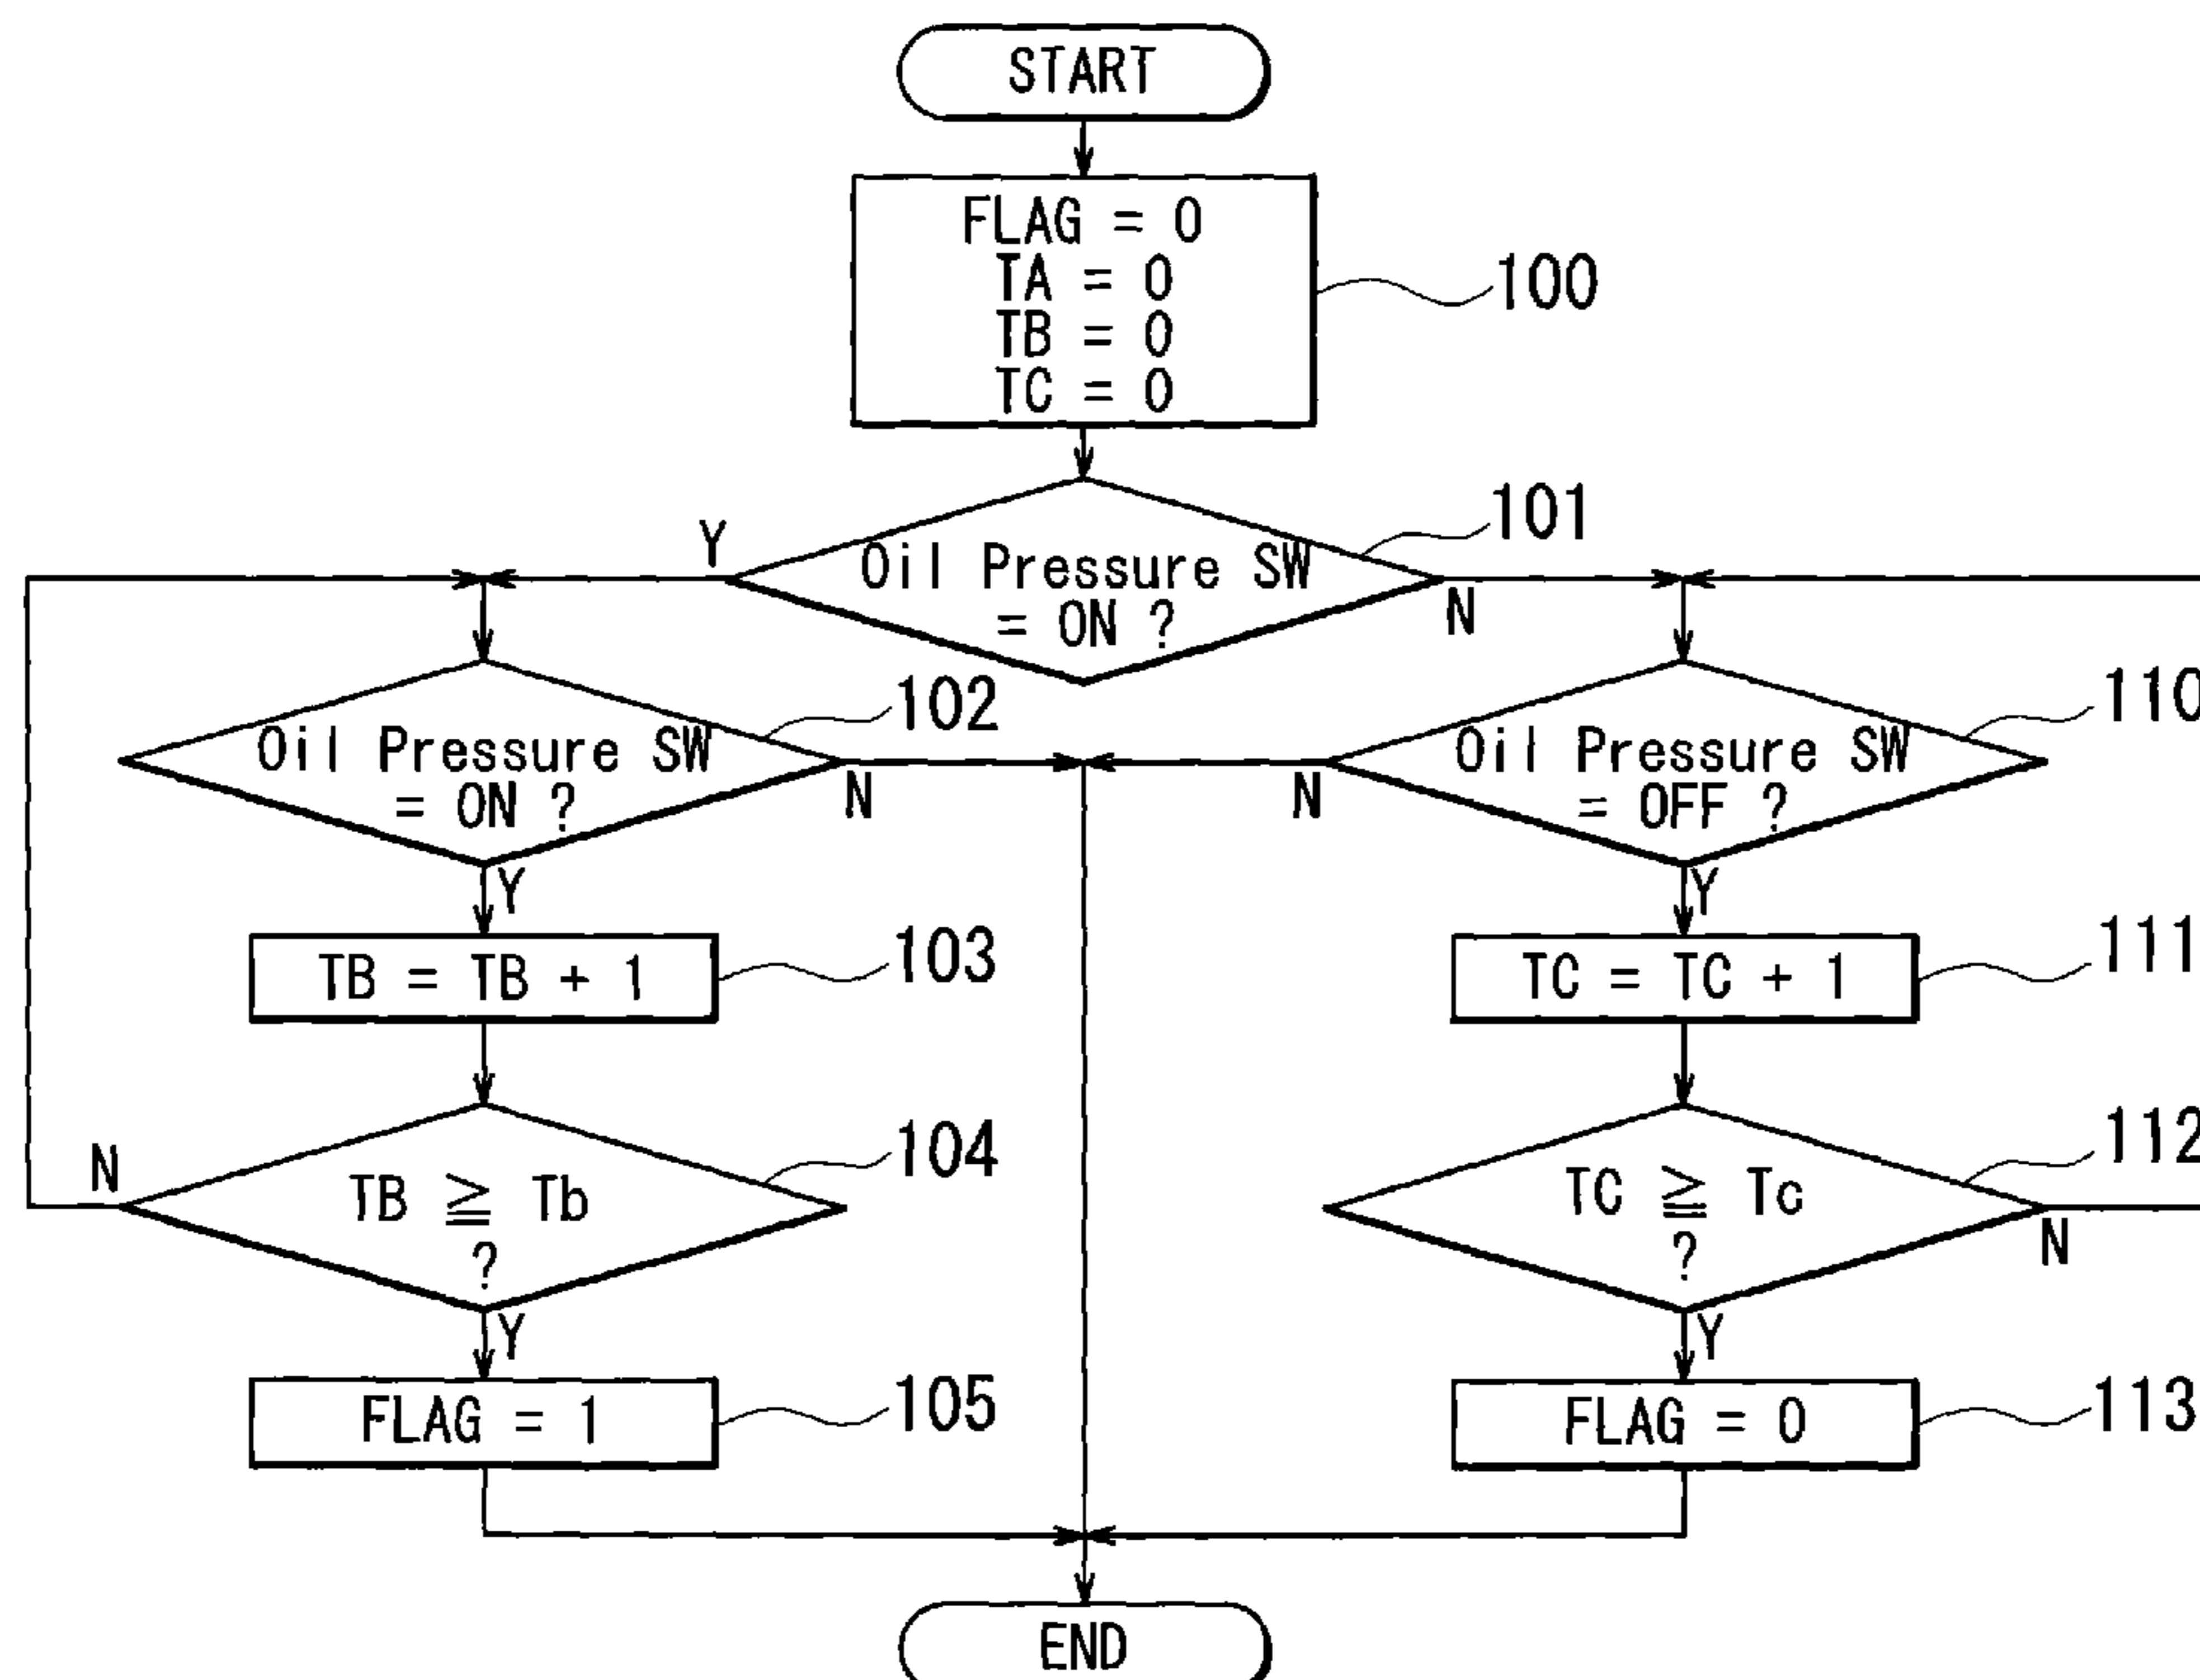 START
FLAG = 0
TA = 0
TB = 0
TC = 0
100
Y
Oil Pressure SW
= ON ?
101
N
Oil Pressure SW
= ON ?
102
N
Y
Oil Pressure SW
= OFF ?
110
N
Y
TB = TB + 1
103
TC = TC + 1
111
N
TB ≧ Tb
?
104
Y
TC ≧ Tc
?
112
N
Y
FLAG = 1
105
FLAG = 0
113
END